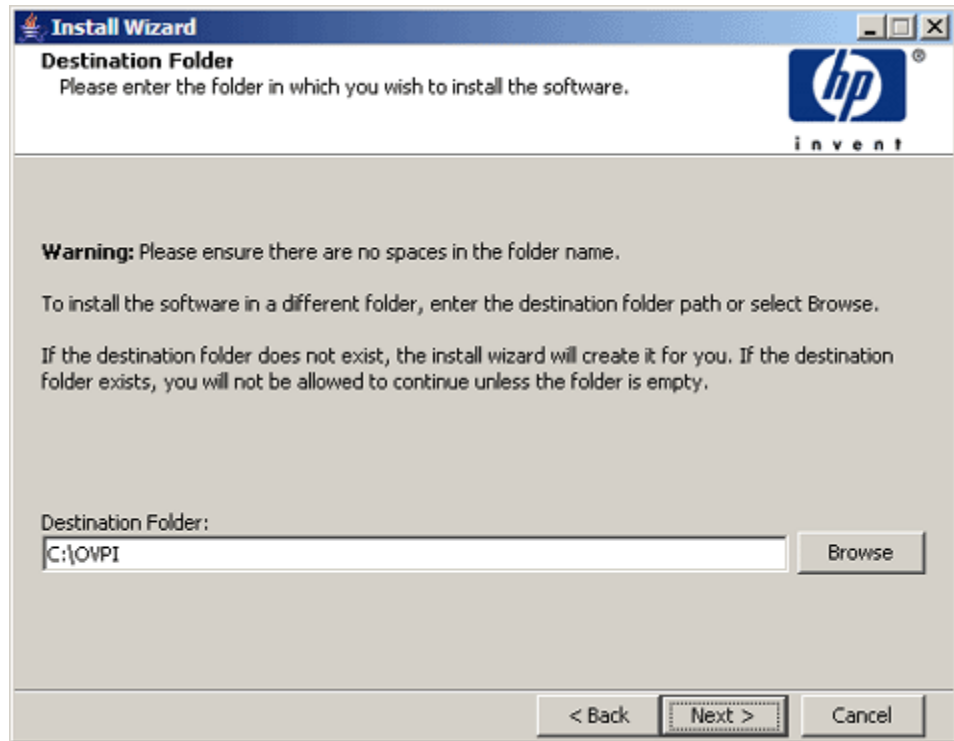 Install Wizard
Destination Folder
Please enter the folder in which you wish to install the software.
hp
®
invent
Warning: Please ensure there are no spaces in the folder name.
To install the software in a different folder, enter the destination folder path or select Browse.
If the destination folder does not exist, the install wizard will create it for you. If the destination
folder exists, you will not be allowed to continue unless the folder is empty.
Destination Folder:
C:\OVPI
Browse
< Back
Next >
Cancel